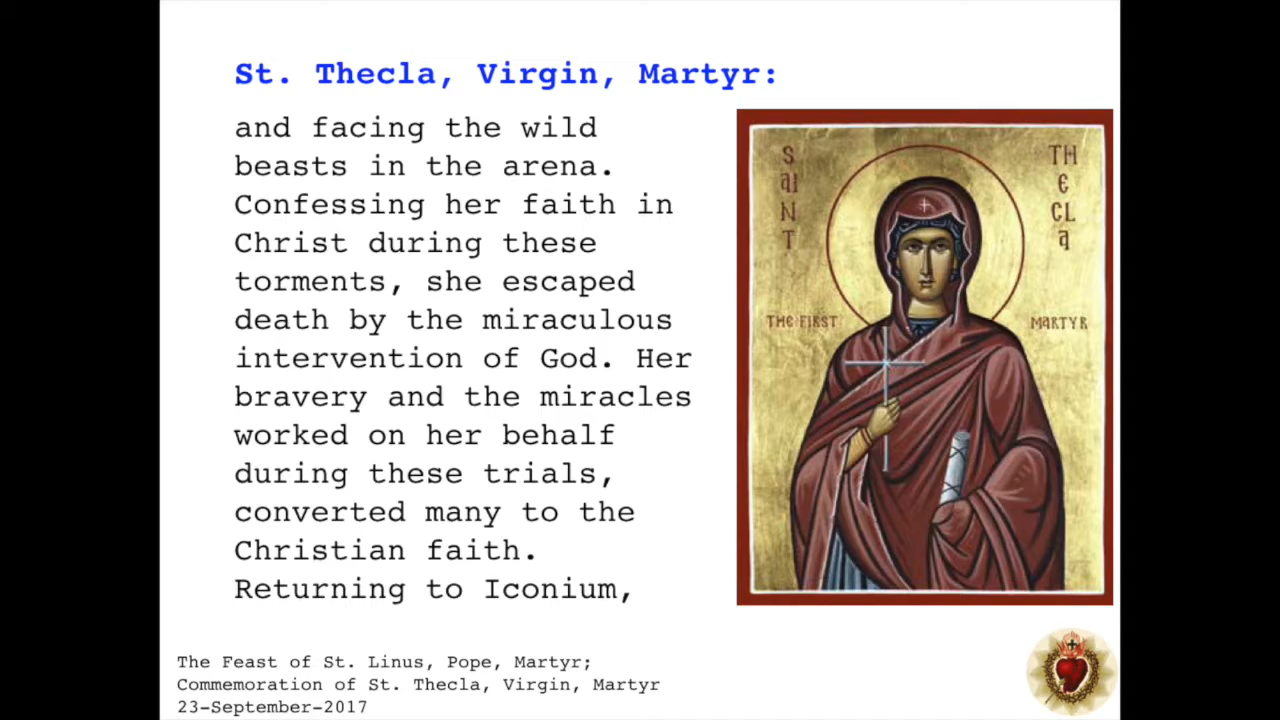 St. Thecla, Virgin, Martyr:
and facing the wild
beasts in the arena.
Confessing her faith in
Christ during these
torments, she escaped
death by the miraculous
intervention of God. Her
bravery and the miracles
worked on her behalf
during these trials,
converted many to the
Christian faith.
Returning to Iconium,
SaINT
THECLa
THE FIRST
MARTYR
The Feast of St. Linus, Pope, Martyr;
Commemoration of St. Thecla, Virgin, Martyr
23-September-2017